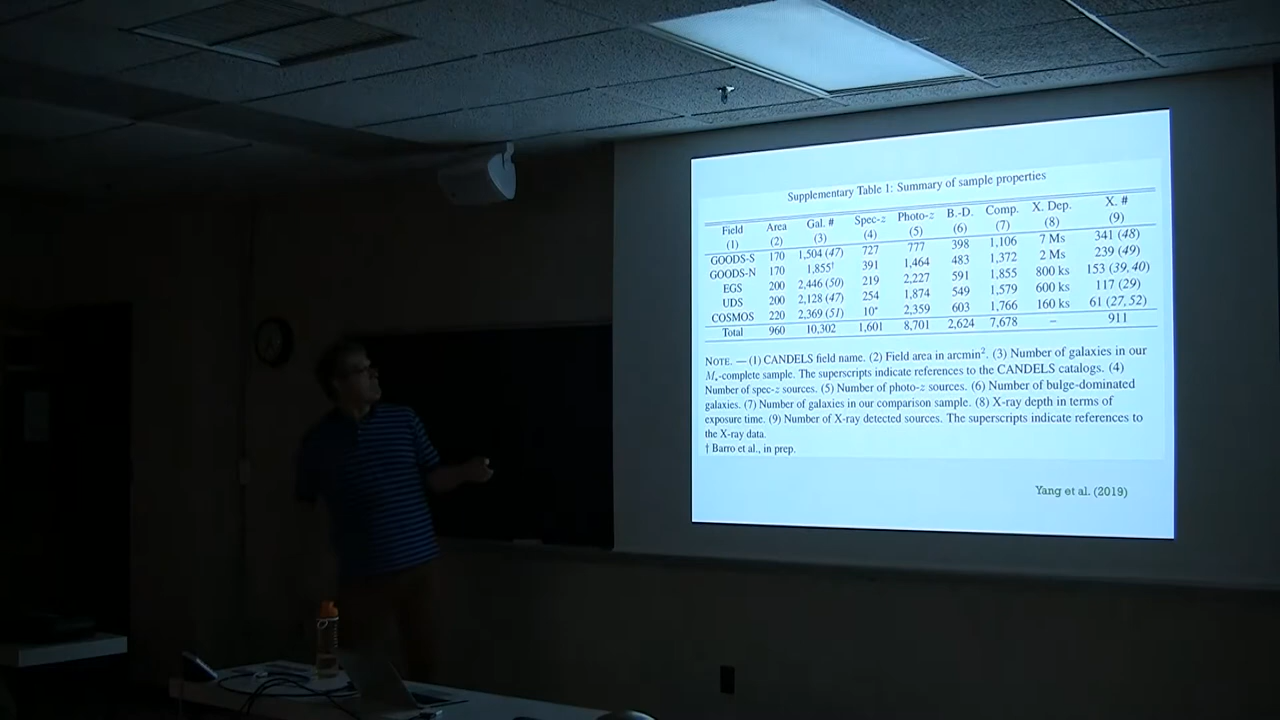 Supplementary Table 1: Summary of sample properties
Field Area Gal. # Spec-z Photo-z B.-D. Comp. X. Dep. X. #
(1) (2) (3) (4) (5) (6) (7) (8) (9)
GOODS-S 170 1,504 (47) 727 777 398 1,106 7 Ms 341 (48)
GOODS-N 170 1,855† 391 1,464 483 1,372 2 Ms 239 (49)
EGS 200 2,446 (50) 219 2,227 591 1,855 800 ks 153 (39, 40)
UDS 200 2,128 (47) 254 1,874 549 1,579 600 ks 117 (29)
COSMOS 220 2,369 (51) 10* 2,359 603 1,766 160 ks 61 (27, 52)
Total 960 10,302 1,601 8,701 2,624 7,678 – 911
NOTE. — (1) CANDELS field name. (2) Field area in arcmin². (3) Number of galaxies in our
M⋆-complete sample. The superscripts indicate references to the CANDELS catalogs. (4)
Number of spec-z sources. (5) Number of photo-z sources. (6) Number of bulge-dominated
galaxies. (7) Number of galaxies in our comparison sample. (8) X-ray depth in terms of
exposure time. (9) Number of X-ray detected sources. The superscripts indicate references to
the X-ray data.
† Barro et al., in prep.
Yang et al. (2019)